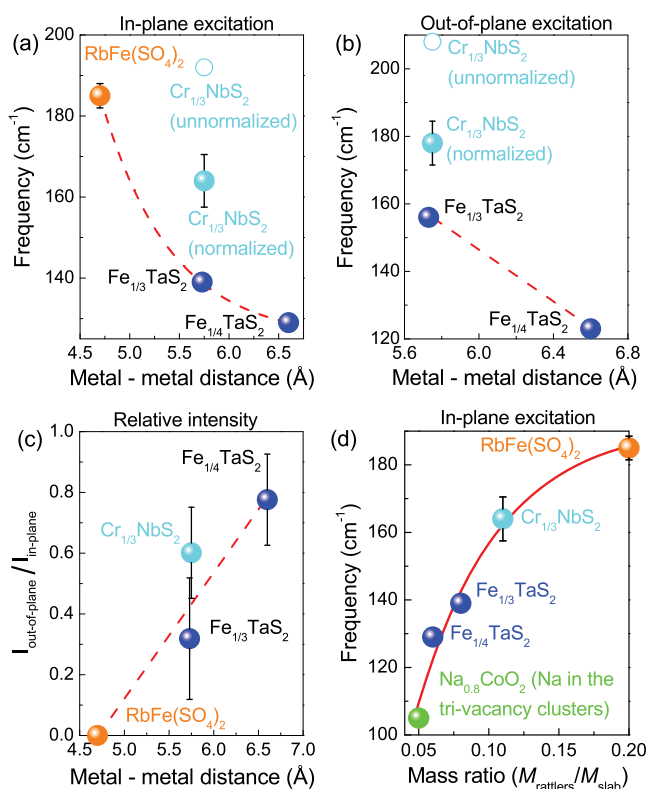 (a) In-plane excitation
RbFe(SO₄)₂
Cr₁/₃NbS₂
(unnormalized)
Cr₁/₃NbS₂
(normalized)
Fe₁/₃TaS₂
Fe₁/₄TaS₂
200
180
160
140
Frequency (cm⁻¹)
4.5 5.0 5.5 6.0 6.5
Metal - metal distance (Å)
(b) Out-of-plane excitation
Cr₁/₃NbS₂
(unnormalized)
Cr₁/₃NbS₂
(normalized)
Fe₁/₃TaS₂
Fe₁/₄TaS₂
210
200
180
160
140
120
Frequency (cm⁻¹)
5.6 6.0 6.4 6.8
Metal - metal distance (Å)
(c) Relative intensity
Fe₁/₄TaS₂
Cr₁/₃NbS₂
Fe₁/₃TaS₂
RbFe(SO₄)₂
1.0
0.8
0.6
0.4
0.2
0.0
I out-of-plane /I in-plane
4.5 5.0 5.5 6.0 6.5 7.0
Metal - metal distance (Å)
(d) In-plane excitation
RbFe(SO₄)₂
Cr₁/₃NbS₂
Fe₁/₃TaS₂
Fe₁/₄TaS₂
Na₀.₈CoO₂ (Na in the
tri-vacancy clusters)
180
160
140
120
100
Frequency (cm⁻¹)
0.05 0.10 0.15 0.20
Mass ratio (M rattlers/M slab)